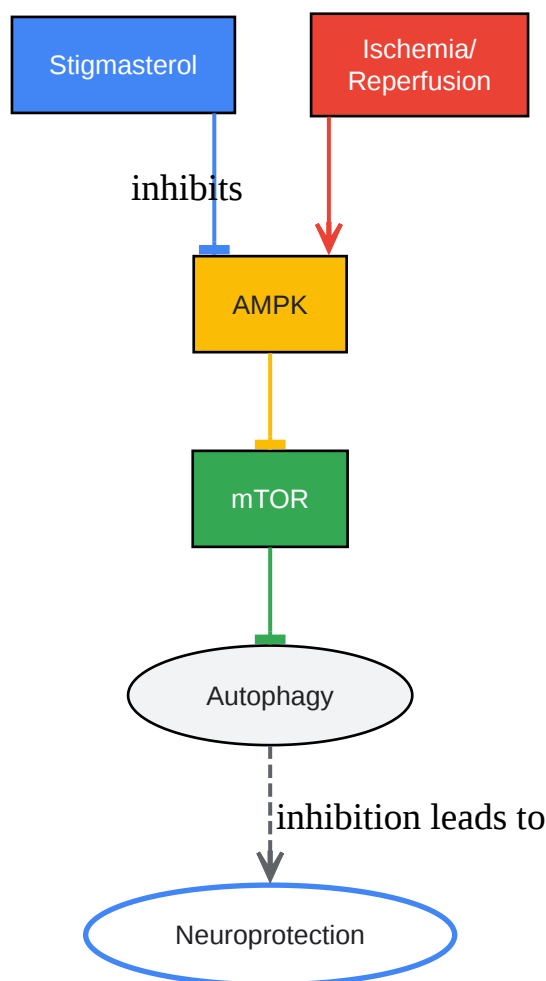 Stigmasterol
Ischemia/
Reperfusion
inhibits
AMPK
mTOR
Autophagy
inhibition leads to
Neuroprotection